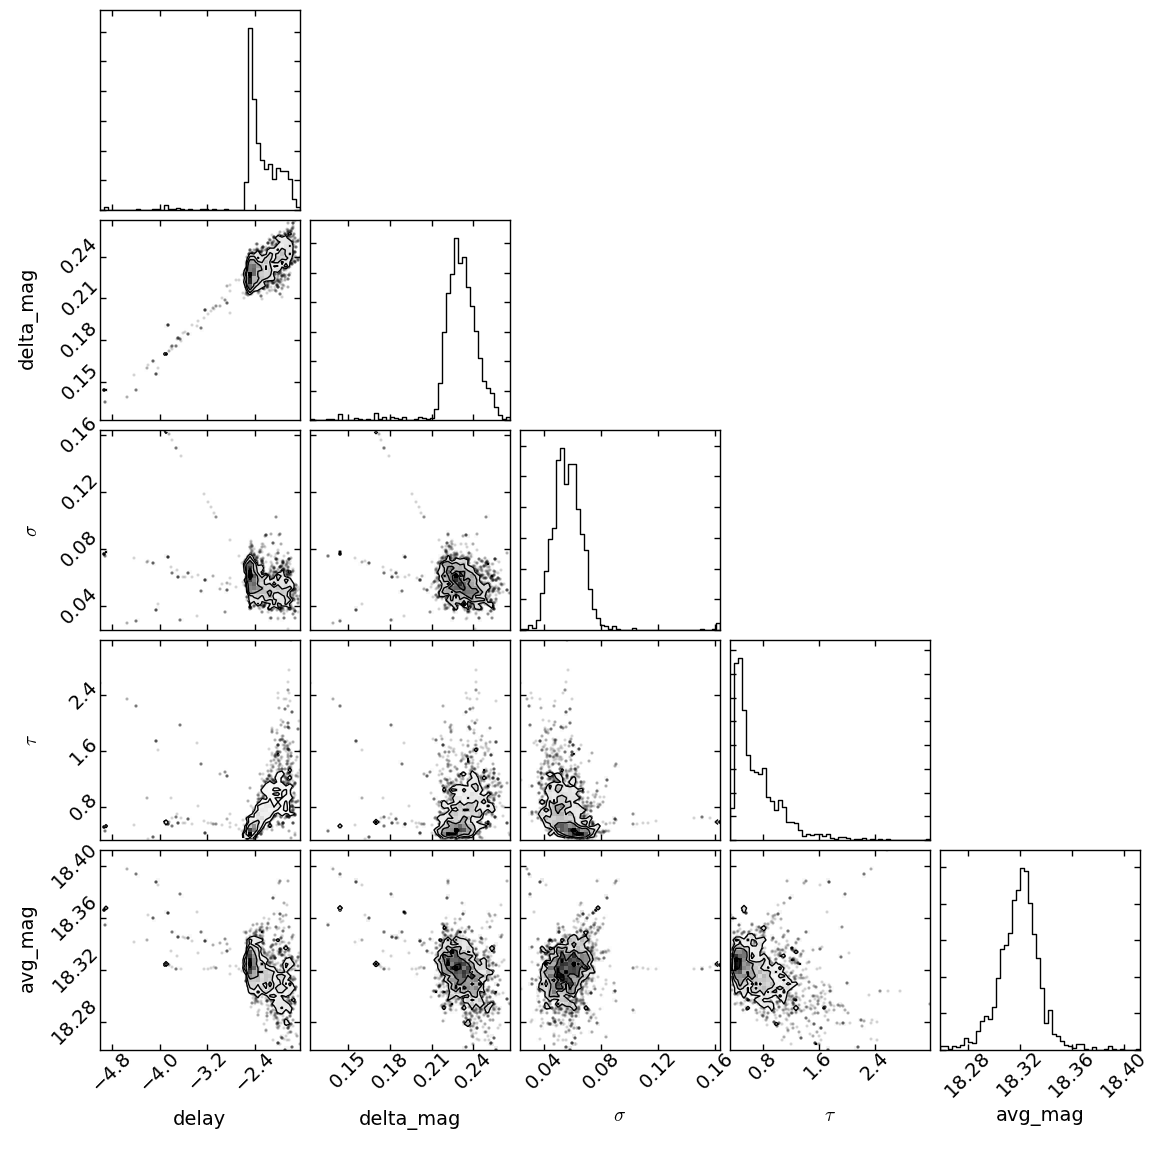 delta_mag
0.24
0.21
0.18
0.15
σ
0.16
0.12
0.08
0.04
τ
2.4
1.6
0.8
avg_mag
18.40
18.36
18.32
18.28
−4.8 −4.0 −3.2 −2.4
0.15 0.18 0.21 0.24
0.04 0.08 0.12 0.16
0.8 1.6 2.4
18.28 18.32 18.36 18.40
delay delta_mag σ τ avg_mag